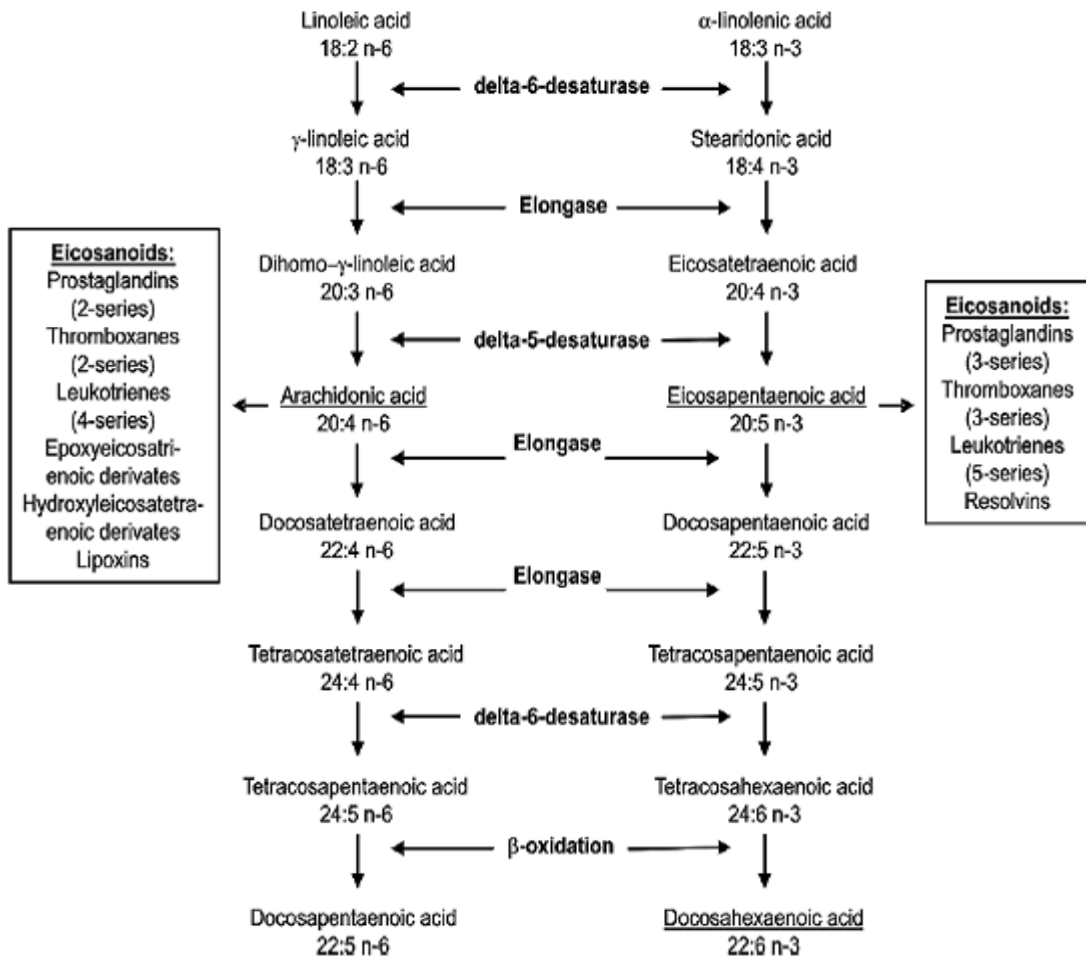 Linoleic acid
18:2 n-6
α-linolenic acid
18:3 n-3
delta-6-desaturase
γ-linoleic acid
18:3 n-6
Stearidonic acid
18:4 n-3
Elongase
Dihomo–γ-linoleic acid
20:3 n-6
Eicosatetraenoic acid
20:4 n-3
delta-5-desaturase
Eicosanoids:
Prostaglandins
(2-series)
Thromboxanes
(2-series)
Leukotrienes
(4-series)
Epoxyeicosatri-
enoic derivates
Hydroxyleicosatetra-
enoic derivates
Lipoxins
Arachidonic acid
20:4 n-6
Eicosapentaenoic acid
20:5 n-3
Eicosanoids:
Prostaglandins
(3-series)
Thromboxanes
(3-series)
Leukotrienes
(5-series)
Resolvins
Elongase
Docosatetraenoic acid
22:4 n-6
Docosapentaenoic acid
22:5 n-3
Elongase
Tetracosatetraenoic acid
24:4 n-6
Tetracosapentaenoic acid
24:5 n-3
delta-6-desaturase
Tetracosapentaenoic acid
24:5 n-6
Tetracosahexaenoic acid
24:6 n-3
β-oxidation
Docosapentaenoic acid
22:5 n-6
Docosahexaenoic acid
22:6 n-3